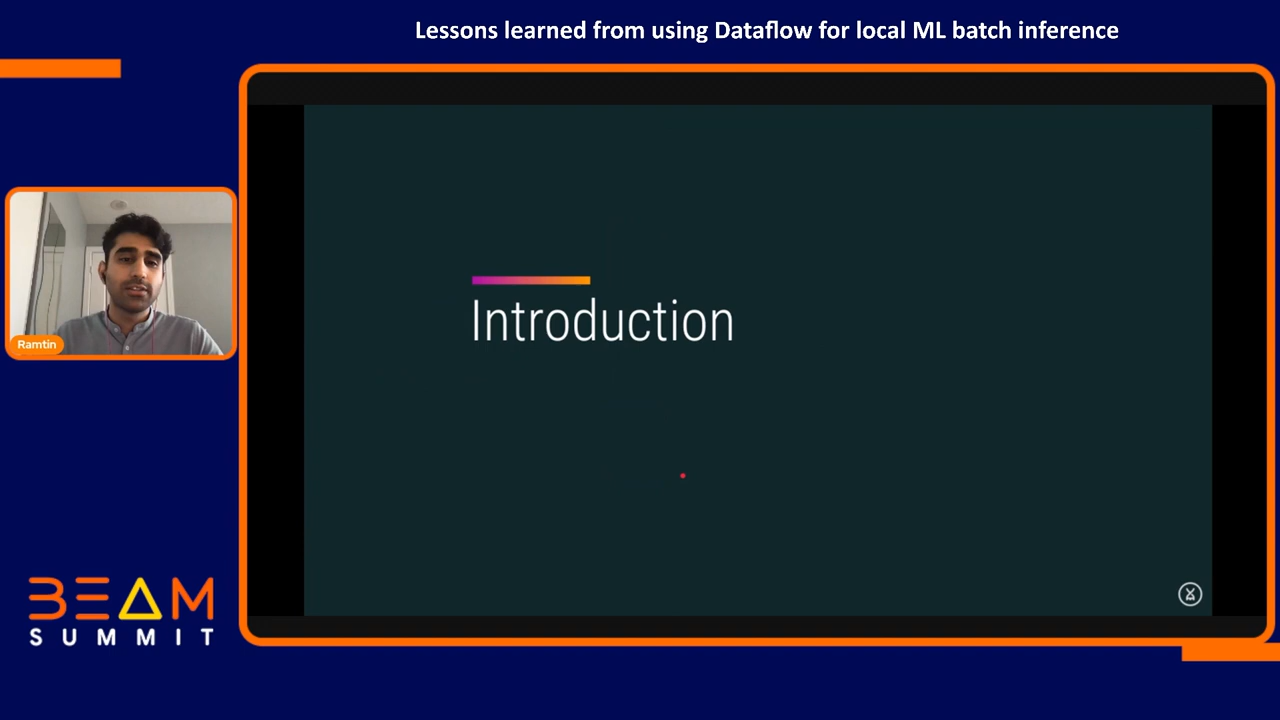 Lessons learned from using Dataflow for local ML batch inference
Introduction
Ramtin
BEAM
SUMMIT